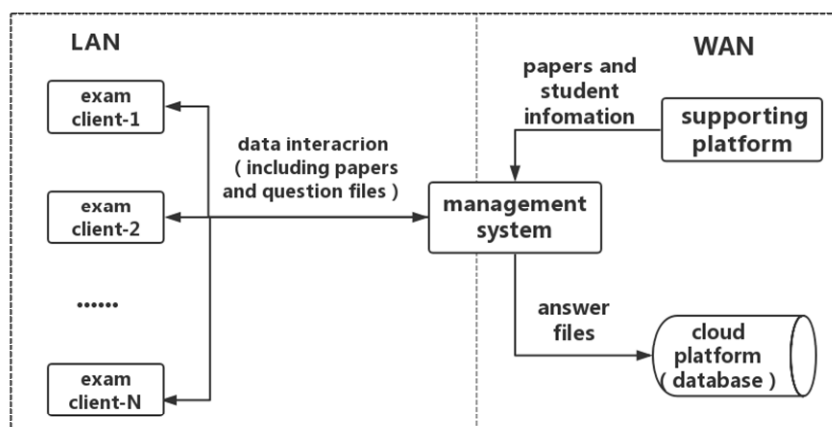 LAN
WAN
exam
client-1
data interacrion
( including papers
and question files )
papers and
student
infomation
supporting
platform
exam
client-2
management
system
......
answer
files
cloud
platform
( database )
exam
client-N